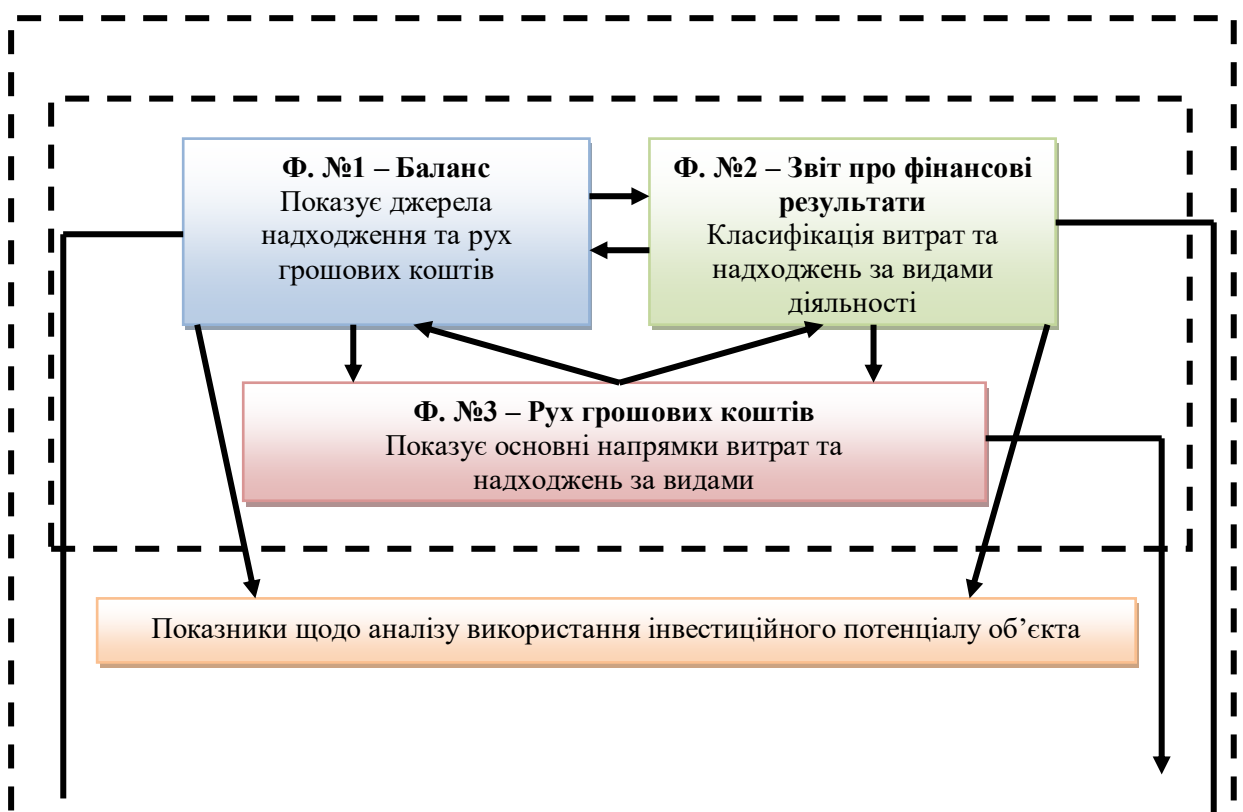 Ф. №1 – Баланс
Показує джерела
надходження та рух
грошових коштів
Ф. №2 – Звіт про фінансові
результати
Класифікація витрат та
надходжень за видами
діяльності
Ф. №3 – Рух грошових коштів
Показує основні напрямки витрат та
надходжень за видами
Показники щодо аналізу використання інвестиційного потенціалу об’єкта